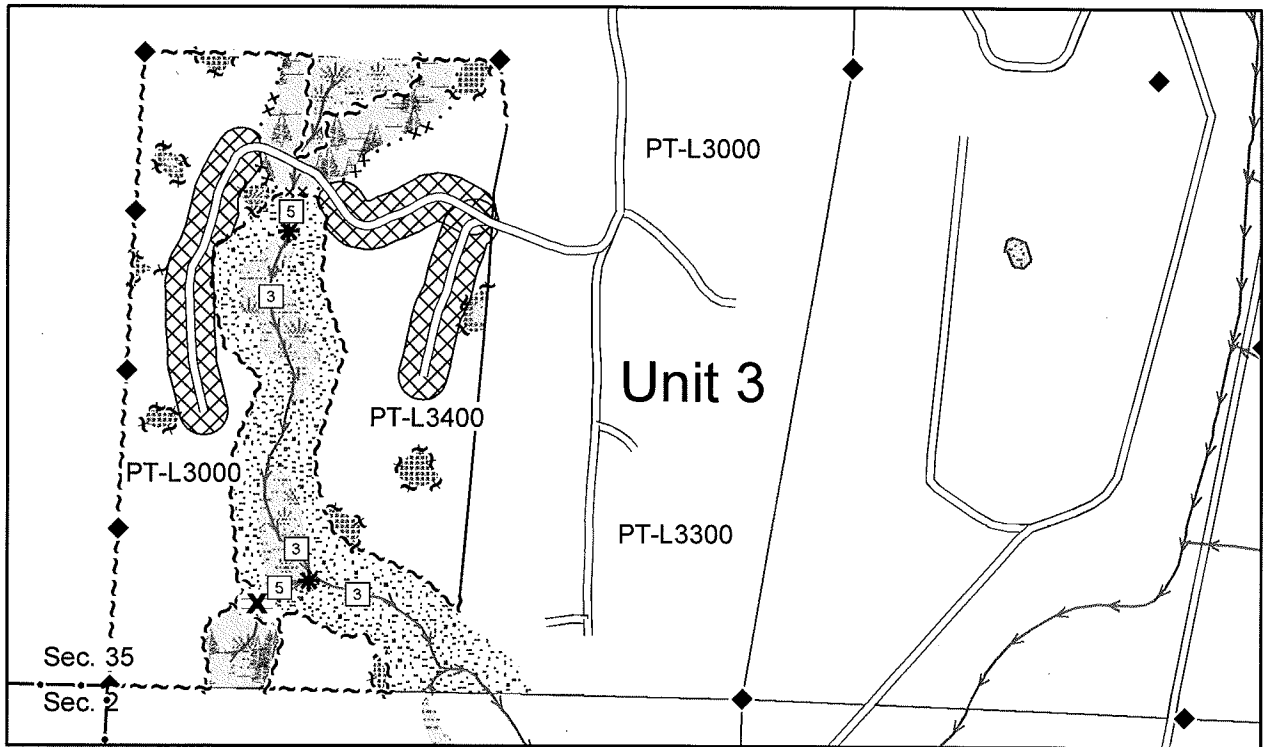 PT-L3000
5
3
Unit 3
PT-L3400
PT-L3000
PT-L3300
3
5
3
Sec. 35
Sec. 2